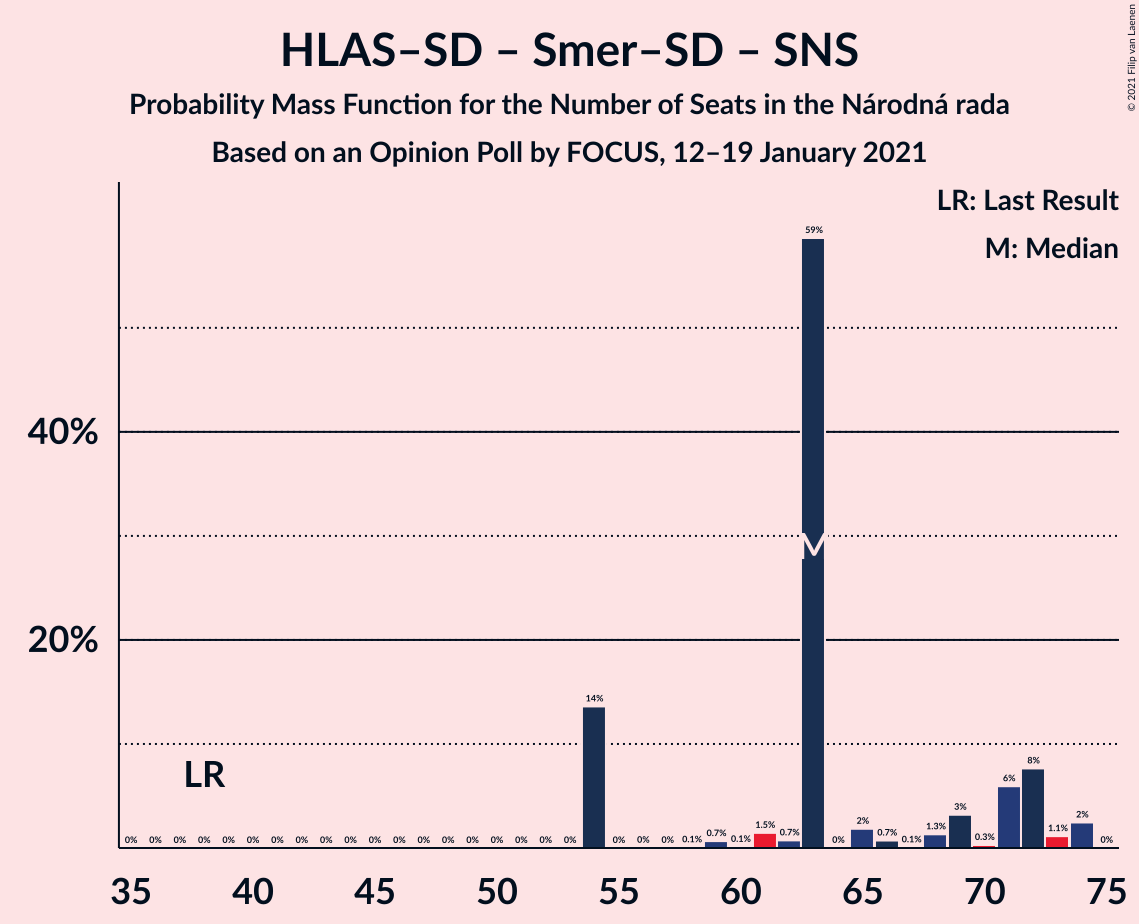 HLAS–SD – Smer–SD – SNS
Probability Mass Function for the Number of Seats in the Národná rada
Based on an Opinion Poll by FOCUS, 12–19 January 2021
© 2021 Filip van Laenen
LR: Last Result
M: Median
59%
40%
M
20%
14%
LR
0% 0% 0% 0% 0% 0% 0% 0% 0% 0% 0% 0% 0% 0% 0% 0% 0% 0% 0% 0% 0% 0% 0.1% 0.7% 0.1% 1.5% 0.7% 0% 2% 0.7% 0.1% 1.3% 3% 0.3% 6% 8% 1.1% 2% 0%
35 40 45 50 55 60 65 70 75